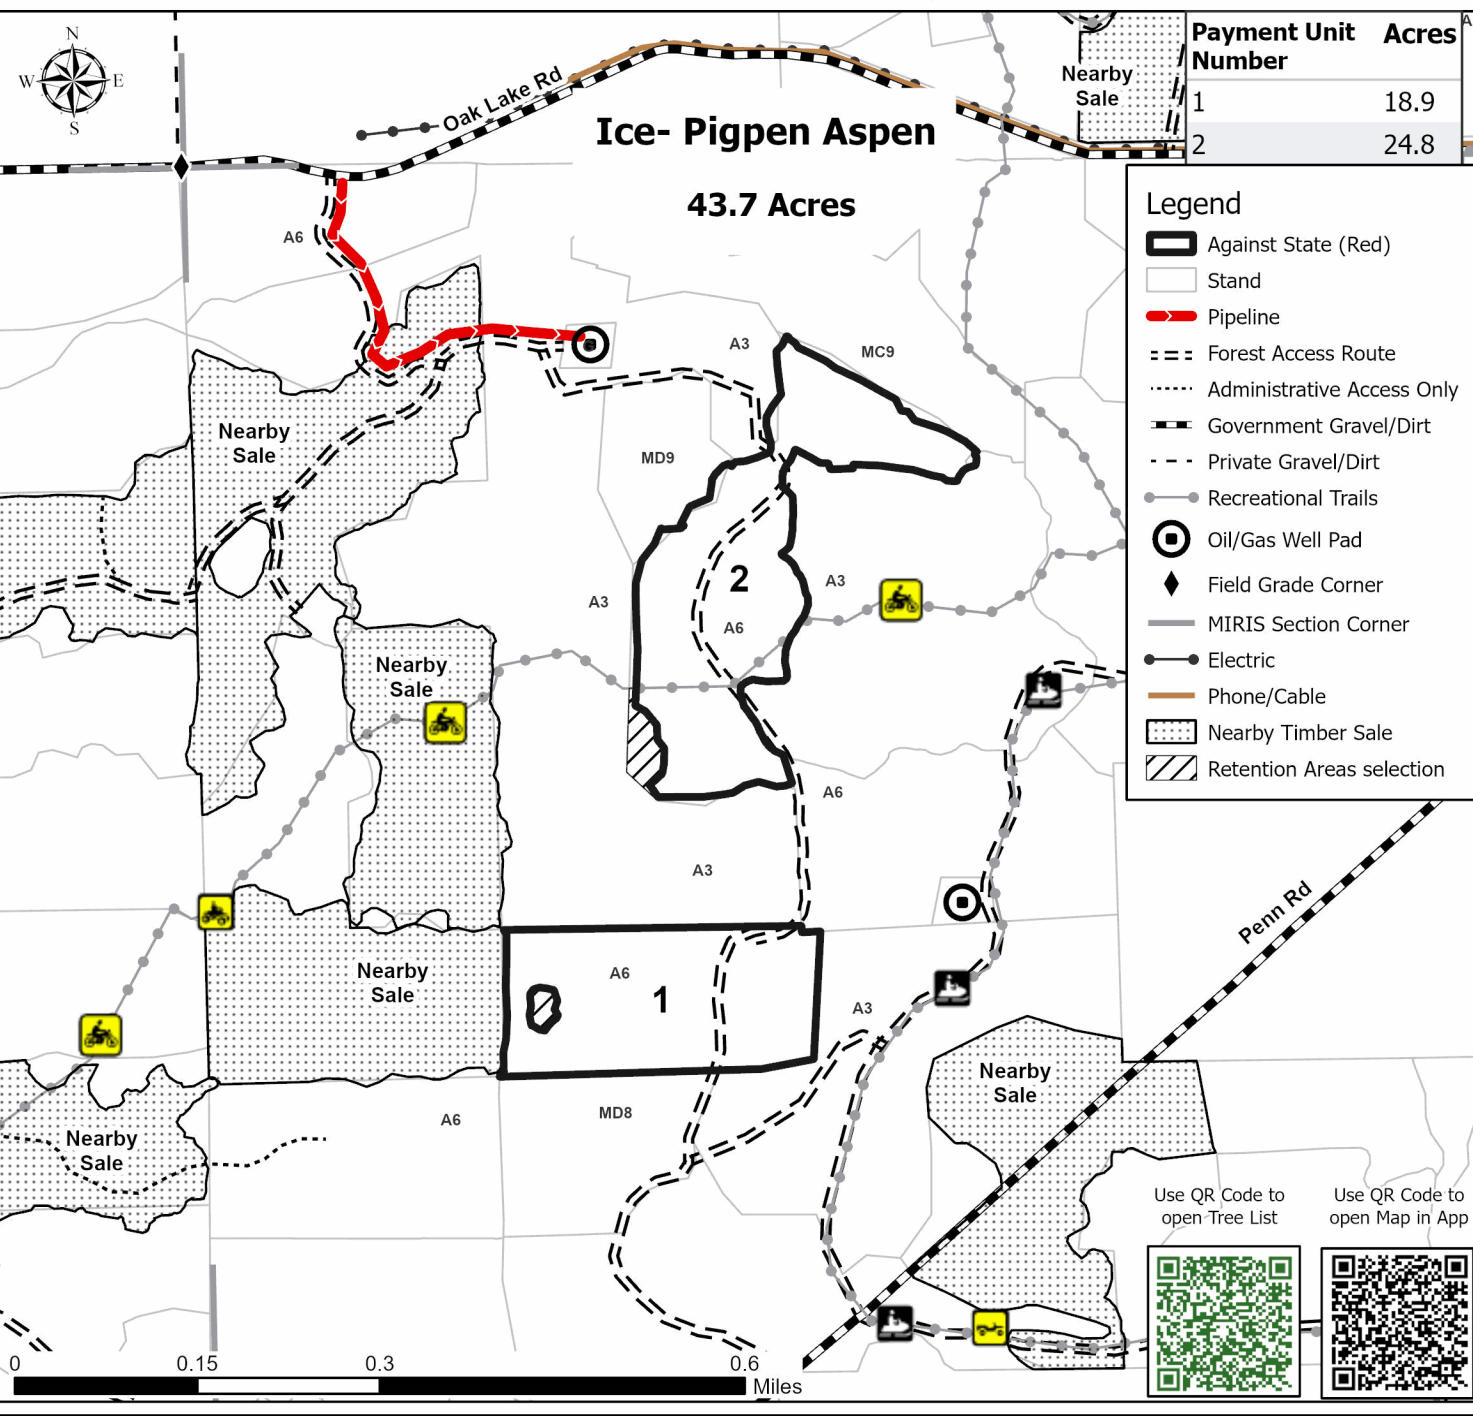 N
W E
S
Oak Lake Rd
Ice- Pigpen Aspen
43.7 Acres
Nearby
Sale
Payment Unit Acres
Number
1 18.9
2 24.8
Legend
Against State (Red)
Stand
Pipeline
Forest Access Route
Administrative Access Only
Government Gravel/Dirt
Private Gravel/Dirt
Recreational Trails
Oil/Gas Well Pad
Field Grade Corner
MIRIS Section Corner
Electric
Phone/Cable
Nearby Timber Sale
Retention Areas selection
A6
A3
MC9
Nearby
Sale
MD9
2
A3
A3
A6
Nearby
Sale
A6
A3
Penn Rd
Nearby
Sale
A6
1
A3
Nearby
Sale
A6
MD8
Nearby
Sale
Use QR Code to
open Tree List
Use QR Code to
open Map in App
0 0.15 0.3 0.6
Miles